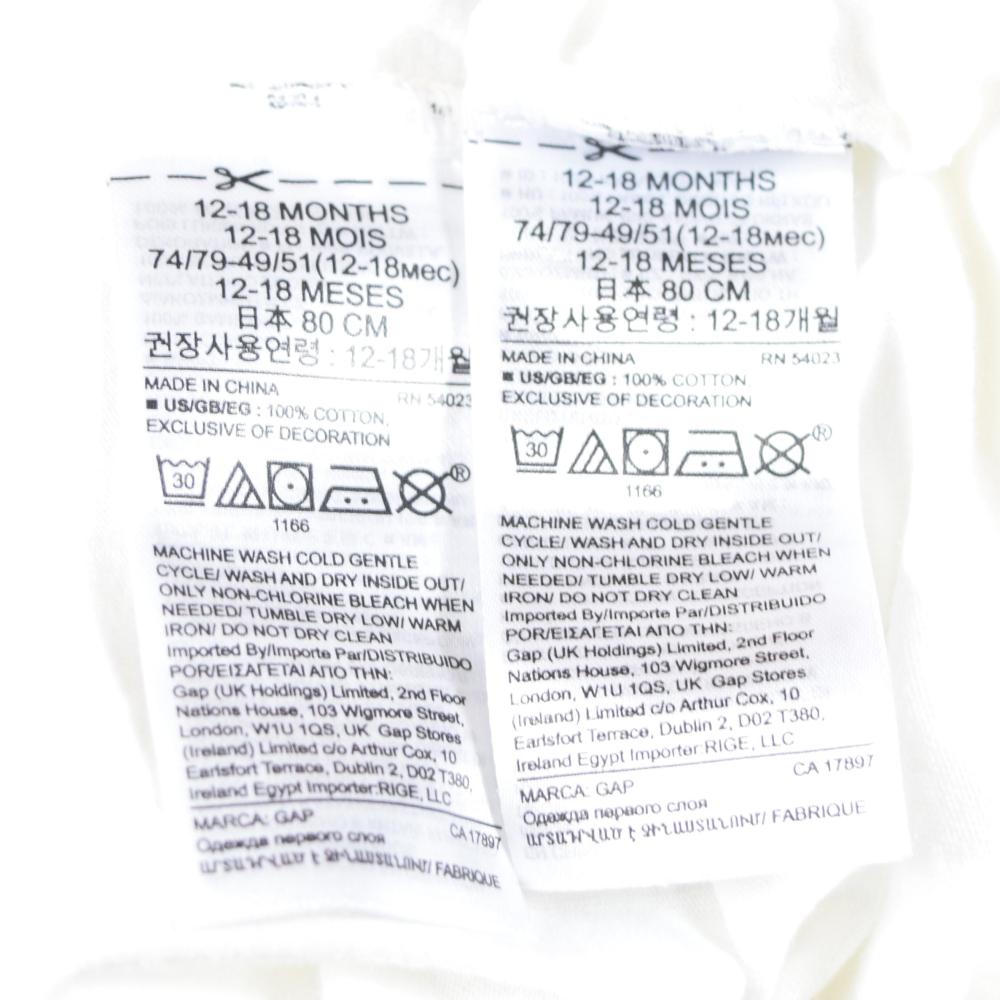 12-18 MONTHS
12-18 MOIS
74/79-49/51(12-18мес)
12-18 MESES
日本 80 CM
권장사용연령 : 12-18개월
MADE IN CHINA
RN 54023
■ US/GB/EG : 100% COTTON,
EXCLUSIVE OF DECORATION
30
®
1166
MACHINE WASH COLD GENTLE
CYCLE/ WASH AND DRY INSIDE OUT/
ONLY NON-CHLORINE BLEACH WHEN
NEEDED/ TUMBLE DRY LOW/ WARM
IRON/ DO NOT DRY CLEAN
Imported By/Importe Par/DISTRIBUIDO
POR/ΕΙΣΑΓΕΤΑΙ ΑΠΟ ΤΗΝ:
Gap (UK Holdings) Limited, 2nd Floor
Nations House, 103 Wigmore Street,
London, W1U 1QS, UK Gap Stores
(Ireland) Limited c/o Arthur Cox, 10
Earlsfort Terrace, Dublin 2, D02 T380,
Ireland Egypt Importer:RIGE, LLC
MARCA: GAP
CA 17897
Одежда первого слоя
ԱՐՏԱԴՐՎԱԾ Է ՉԻՆԱՍՏԱՆՈՒՄ/ FABRIQUE
12-18 MONTHS
12-18 MOIS
74/79-49/51(12-18мес)
12-18 MESES
日本 80 CM
권장사용연령 : 12-18개월
MADE IN CHINA
RN 54023
■ US/GB/EG : 100% COTTON,
EXCLUSIVE OF DECORATION
30
®
1166
MACHINE WASH COLD GENTLE
CYCLE/ WASH AND DRY INSIDE OUT/
ONLY NON-CHLORINE BLEACH WHEN
NEEDED/ TUMBLE DRY LOW/ WARM
IRON/ DO NOT DRY CLEAN
Imported By/Importe Par/DISTRIBUIDO
POR/ΕΙΣΑΓΕΤΑΙ ΑΠΟ ΤΗΝ:
Gap (UK Holdings) Limited, 2nd Floor
Nations House, 103 Wigmore Street,
London, W1U 1QS, UK Gap Stores
(Ireland) Limited c/o Arthur Cox, 10
Earlsfort Terrace, Dublin 2, D02 T380,
Ireland Egypt Importer:RIGE, LLC
CA 17897
MARCA: GAP
Одежда первого слоя
ԱՐՏԱԴՐՎԱԾ Է ՉԻՆԱՍՏԱՆՈՒՄ/ FABRIQUE